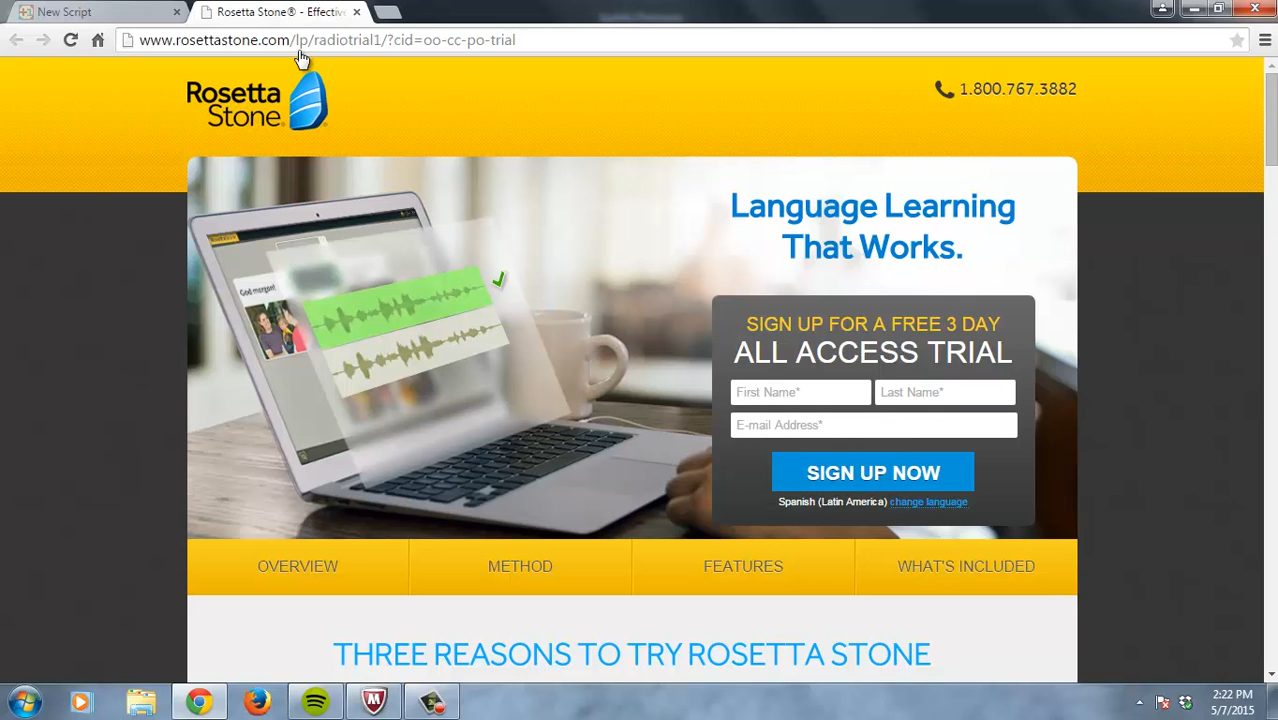 New Script
Rosetta Stone® - Effectiv
www.rosettastone.com/lp/radiotrial1/?cid=oo-cc-po-trial
Rosetta
Stone
1.800.767.3882
God morgon!
Language Learning
That Works.
SIGN UP FOR A FREE 3 DAY
ALL ACCESS TRIAL
First Name*
Last Name*
E-mail Address*
SIGN UP NOW
Spanish (Latin America) change language
OVERVIEW
METHOD
FEATURES
WHAT'S INCLUDED
THREE REASONS TO TRY ROSETTA STONE
2:22 PM
5/7/2015